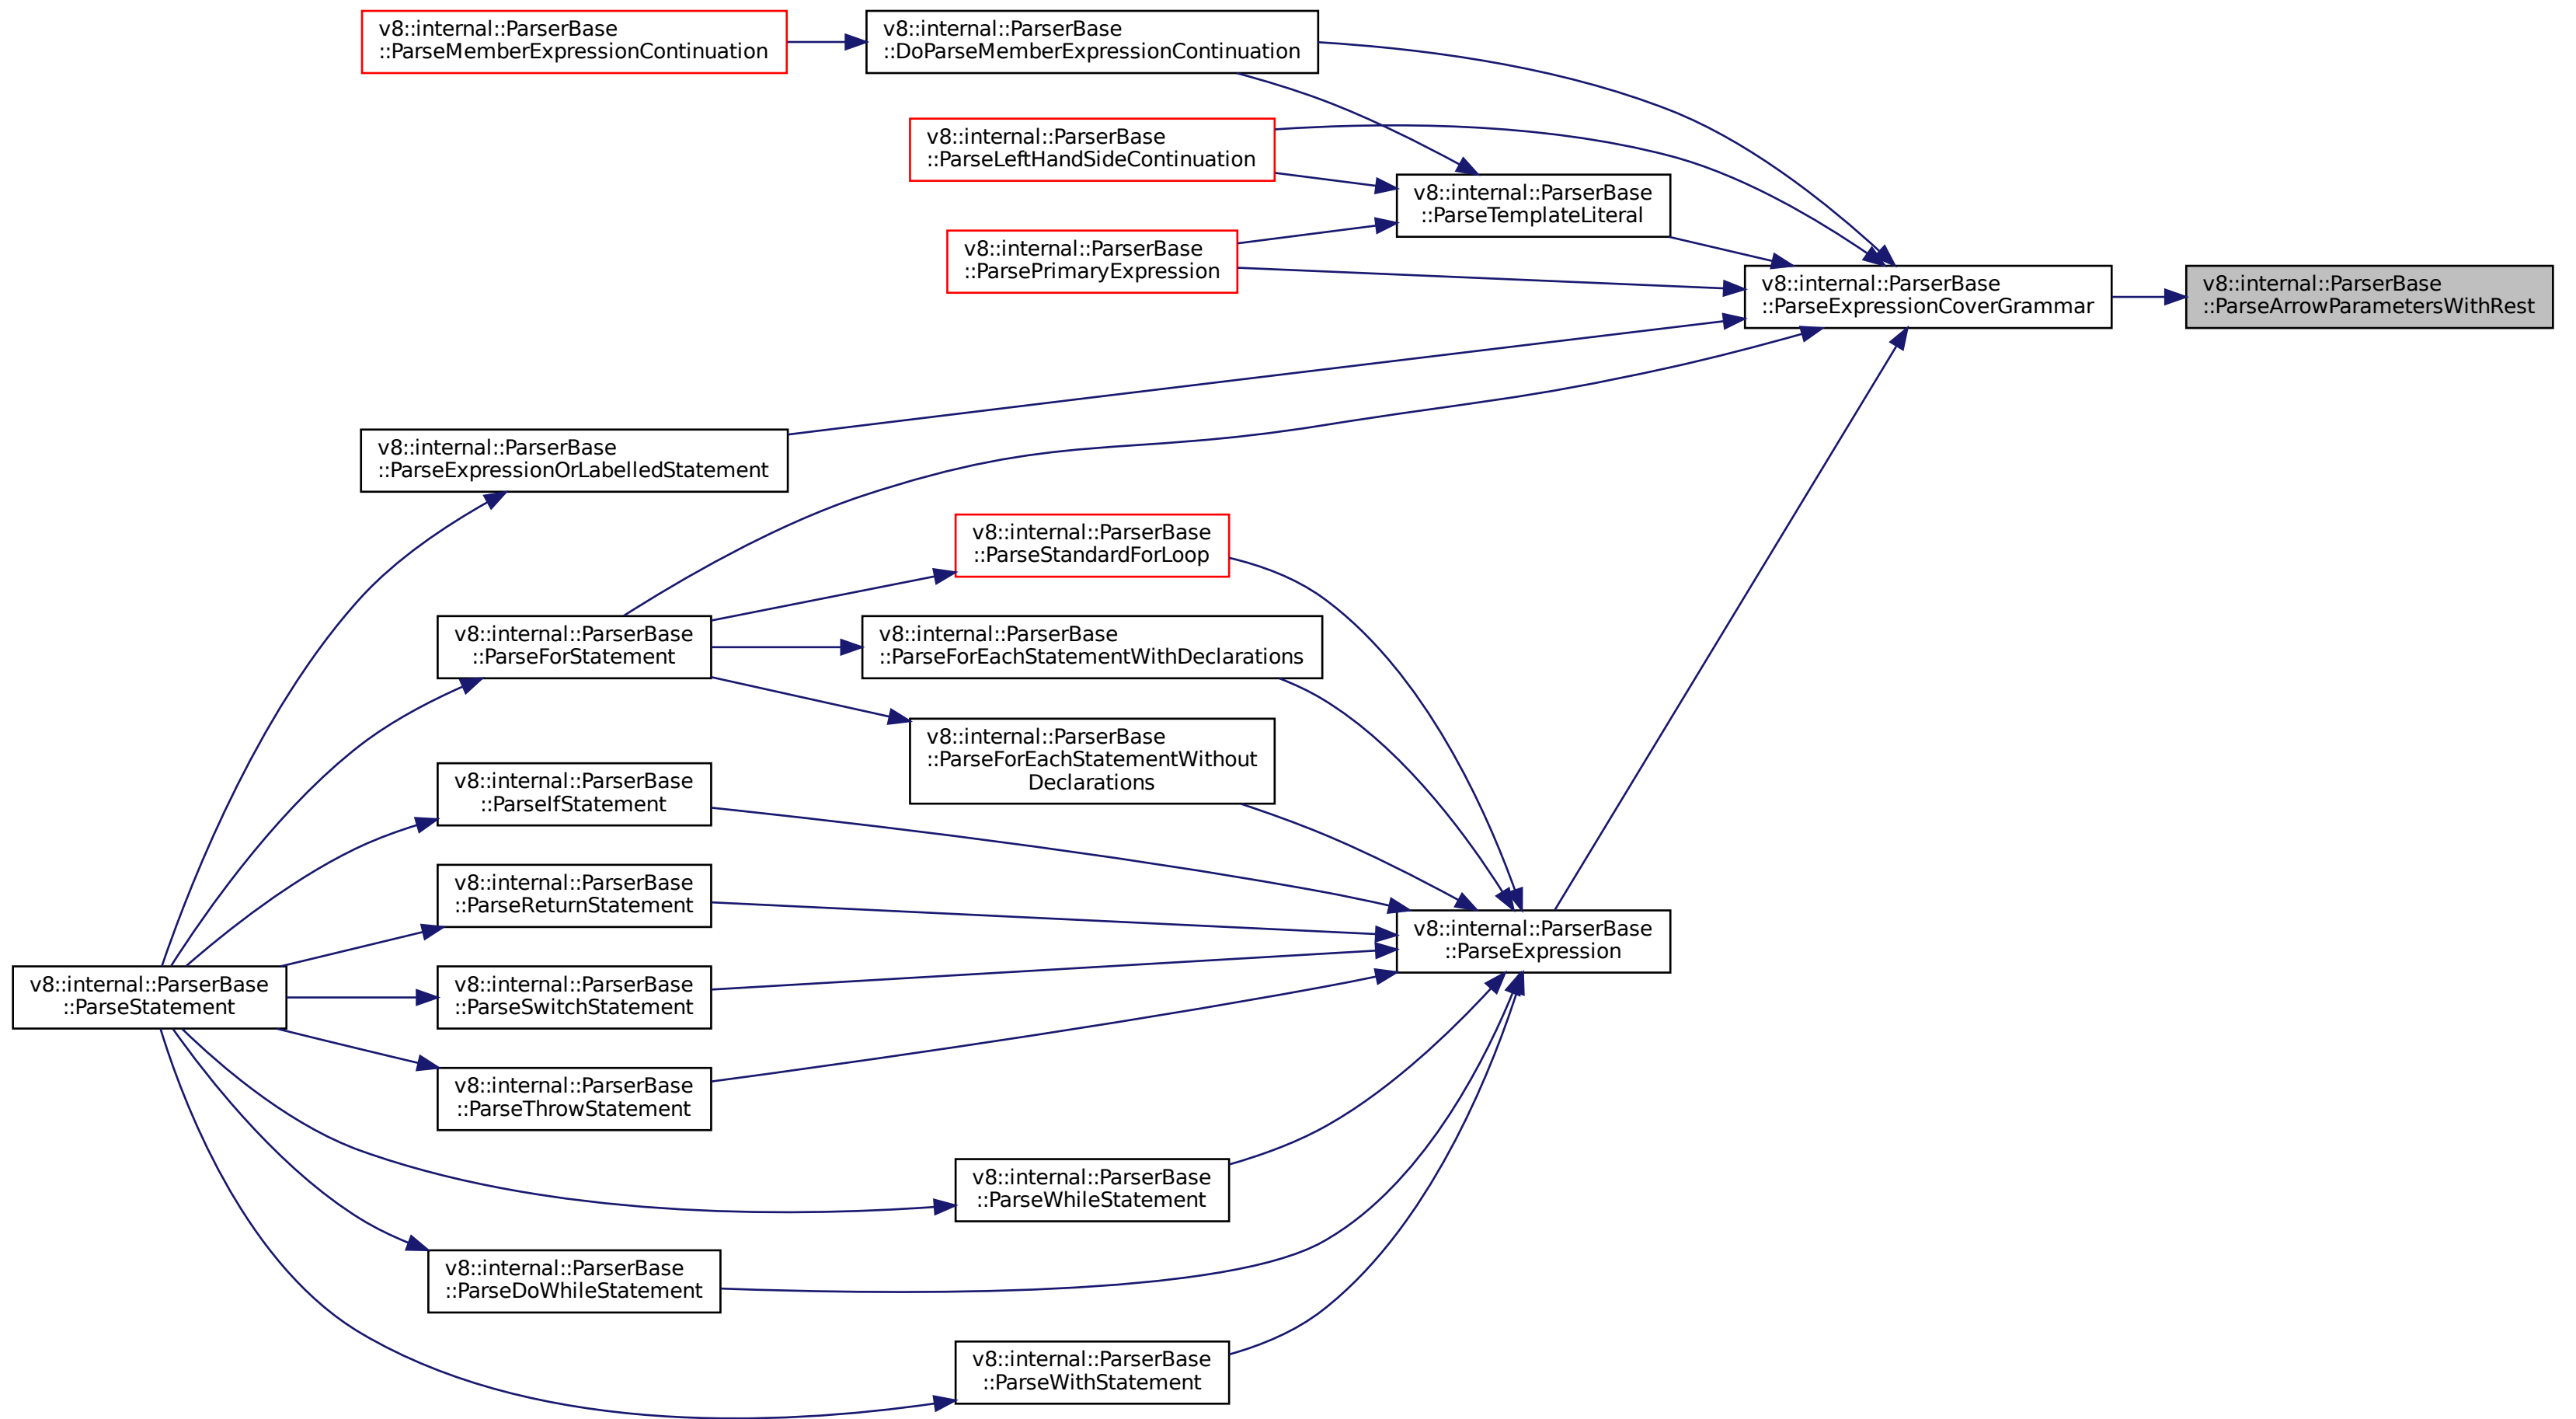 v8::internal::ParserBase
::ParseMemberExpressionContinuation
v8::internal::ParserBase
::DoParseMemberExpressionContinuation
v8::internal::ParserBase
::ParseLeftHandSideContinuation
v8::internal::ParserBase
::ParseTemplateLiteral
v8::internal::ParserBase
::ParsePrimaryExpression
v8::internal::ParserBase
::ParseExpressionCoverGrammar
v8::internal::ParserBase
::ParseArrowParametersWithRest
v8::internal::ParserBase
::ParseExpressionOrLabelledStatement
v8::internal::ParserBase
::ParseStandardForLoop
v8::internal::ParserBase
::ParseForStatement
v8::internal::ParserBase
::ParseForEachStatementWithDeclarations
v8::internal::ParserBase
::ParseForEachStatementWithout
Declarations
v8::internal::ParserBase
::ParseIfStatement
v8::internal::ParserBase
::ParseReturnStatement
v8::internal::ParserBase
::ParseExpression
v8::internal::ParserBase
::ParseStatement
v8::internal::ParserBase
::ParseSwitchStatement
v8::internal::ParserBase
::ParseThrowStatement
v8::internal::ParserBase
::ParseWhileStatement
v8::internal::ParserBase
::ParseDoWhileStatement
v8::internal::ParserBase
::ParseWithStatement